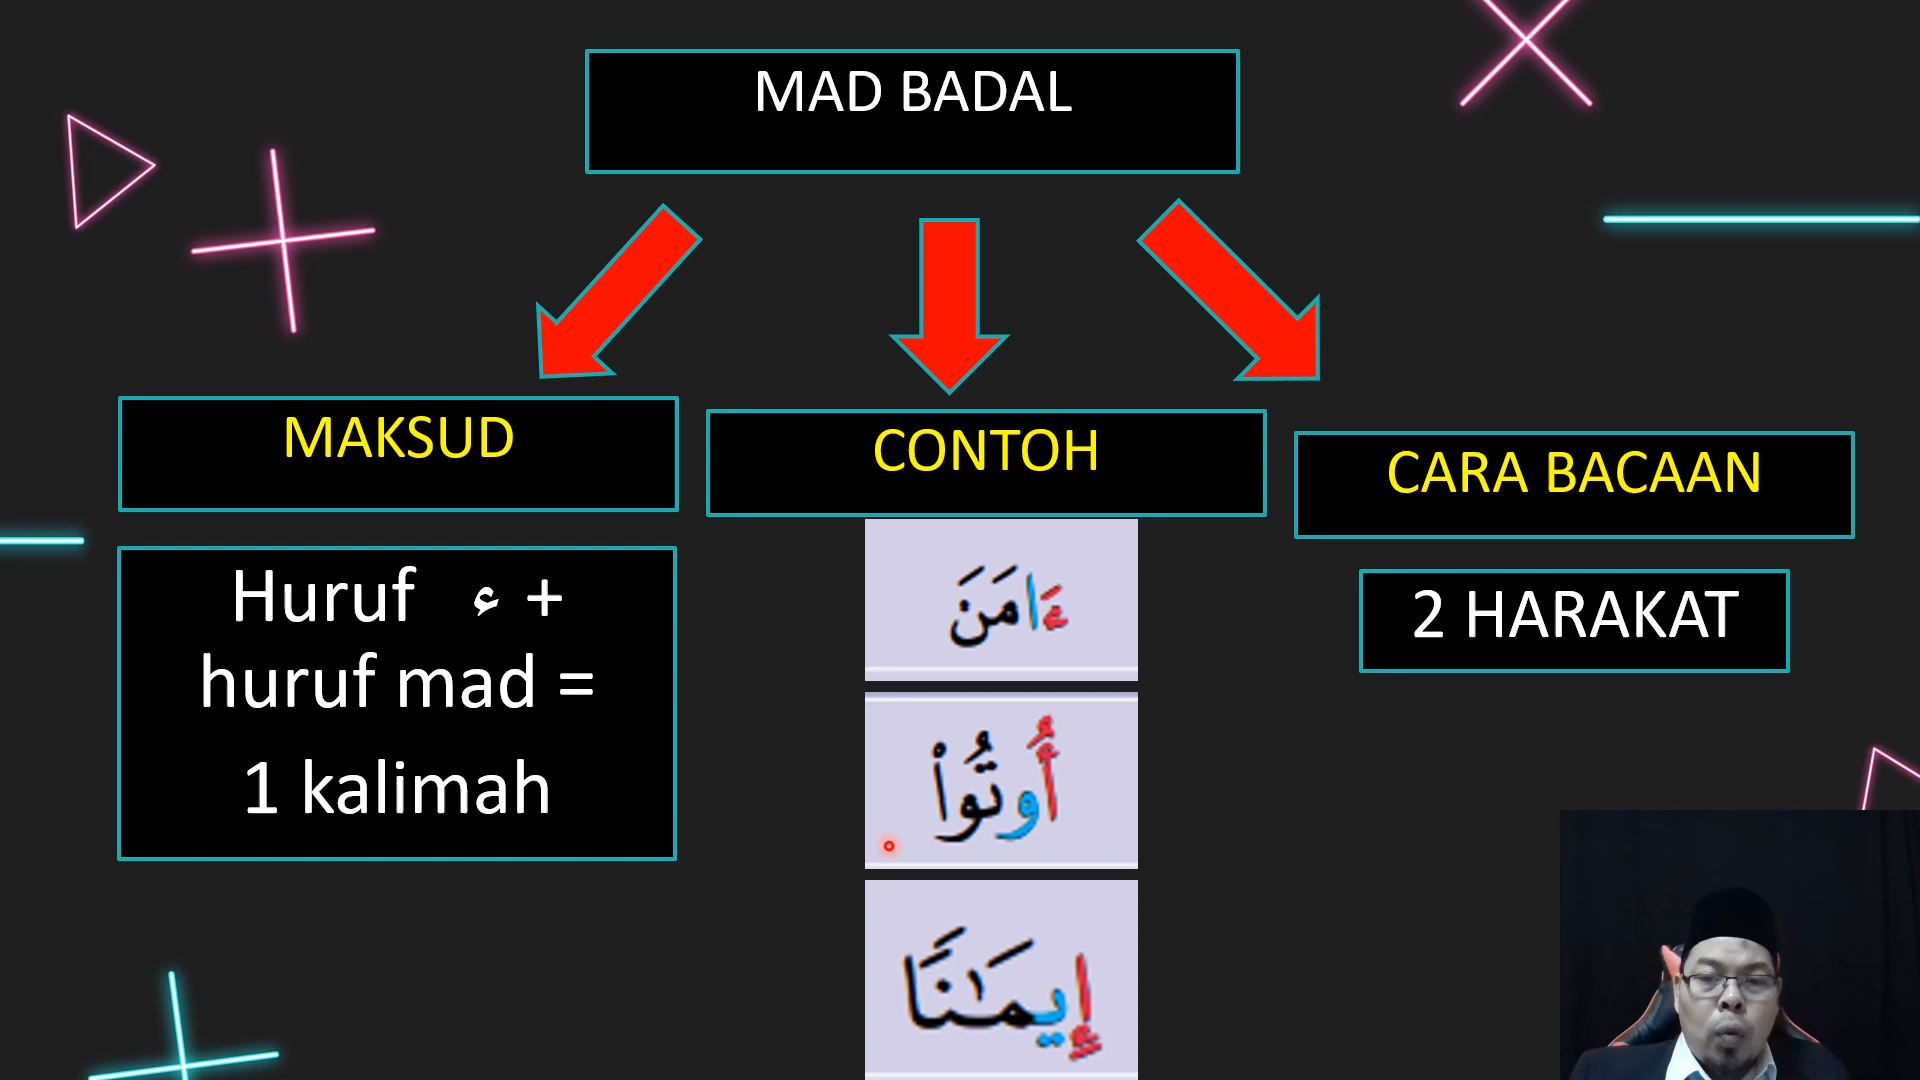 MAD BADAL
MAKSUD
Huruf ء +
huruf mad =
1 kalimah
CONTOH
ءَامَنَ
أُوتُواْ
إِيمَٰنًا
CARA BACAAN
2 HARAKAT